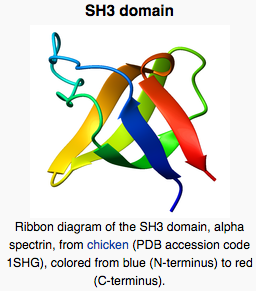 SH3 domain
Ribbon diagram of the SH3 domain, alpha
spectrin, from chicken (PDB accession code
1SHG), colored from blue (N-terminus) to red
(C-terminus).